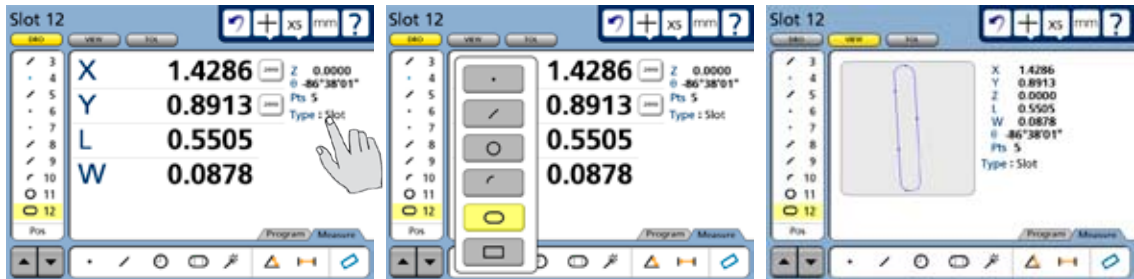 Slot 12
xs mm ?
DRO VIEW TOL
3
4
5
6
7
8
9
10
11
12
Pos
X 1.4286
Y 0.8913
L 0.5505
W 0.0878
Z 0.0000
θ -86°38'01"
Pts 5
Type : Slot
Program Measure
Slot 12
xs mm ?
DRO VIEW TOL
3
4
5
6
7
8
9
10
11
12
Pos
1.4286
0.8913
0.5505
0.0878
Z 0.0000
θ -86°38'01"
Pts 5
Type : Slot
Program Measure
Slot 12
xs mm ?
DRO VIEW TOL
3
4
5
6
7
8
9
10
11
12
Pos
X 1.4286
Y 0.8913
Z 0.0000
L 0.5505
W 0.0878
θ -86°38'01"
Pts 5
Type : Slot
Program Measure